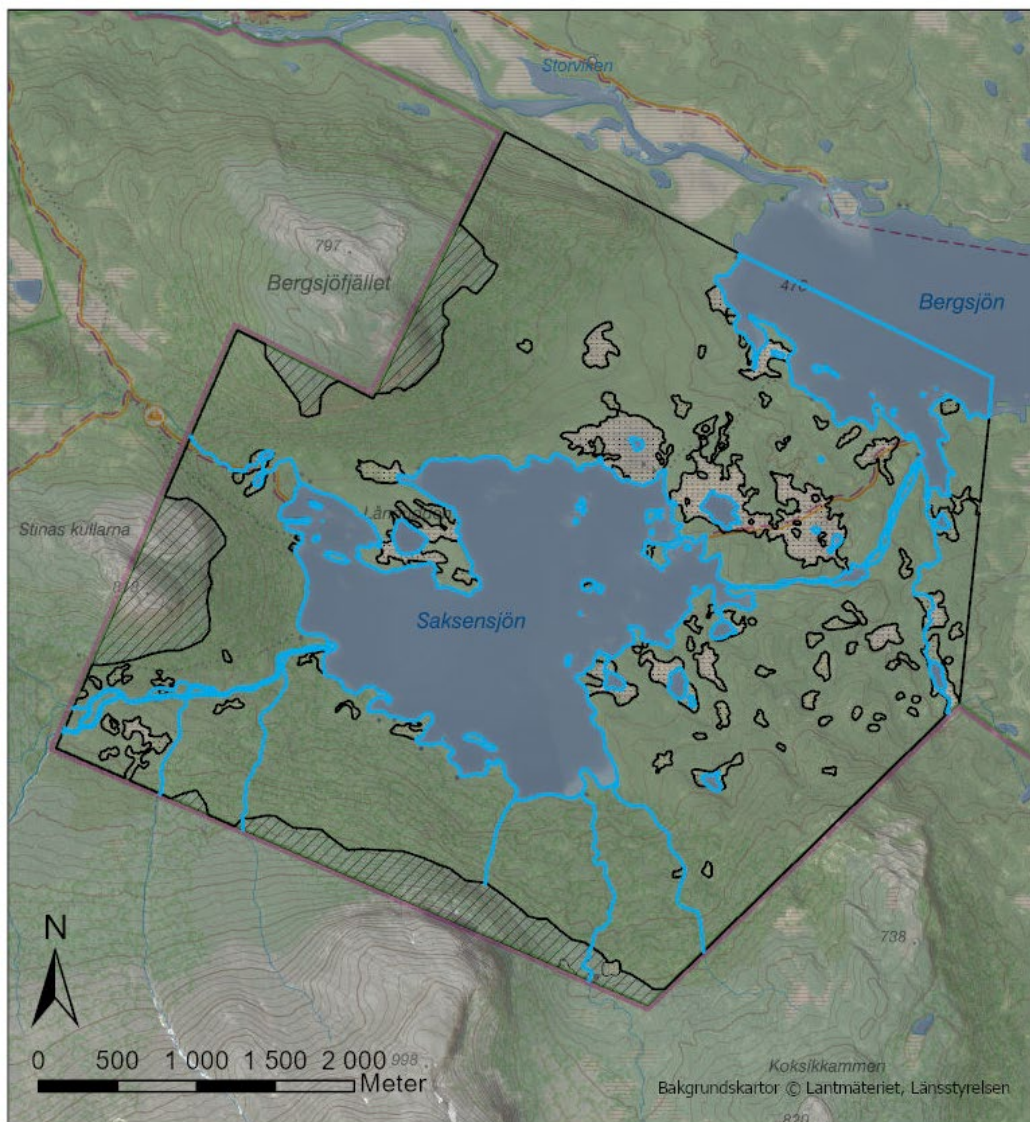 Storviken
797
Bergsjöfjället
476
Bergsjön
Stinas kullarna
Saksensjön
738
N
0 500 1 000 1 500 2 000
Meter
998
Koksikkammen
Bakgrundskartor © Lantmäteriet, Länsstyrelsen